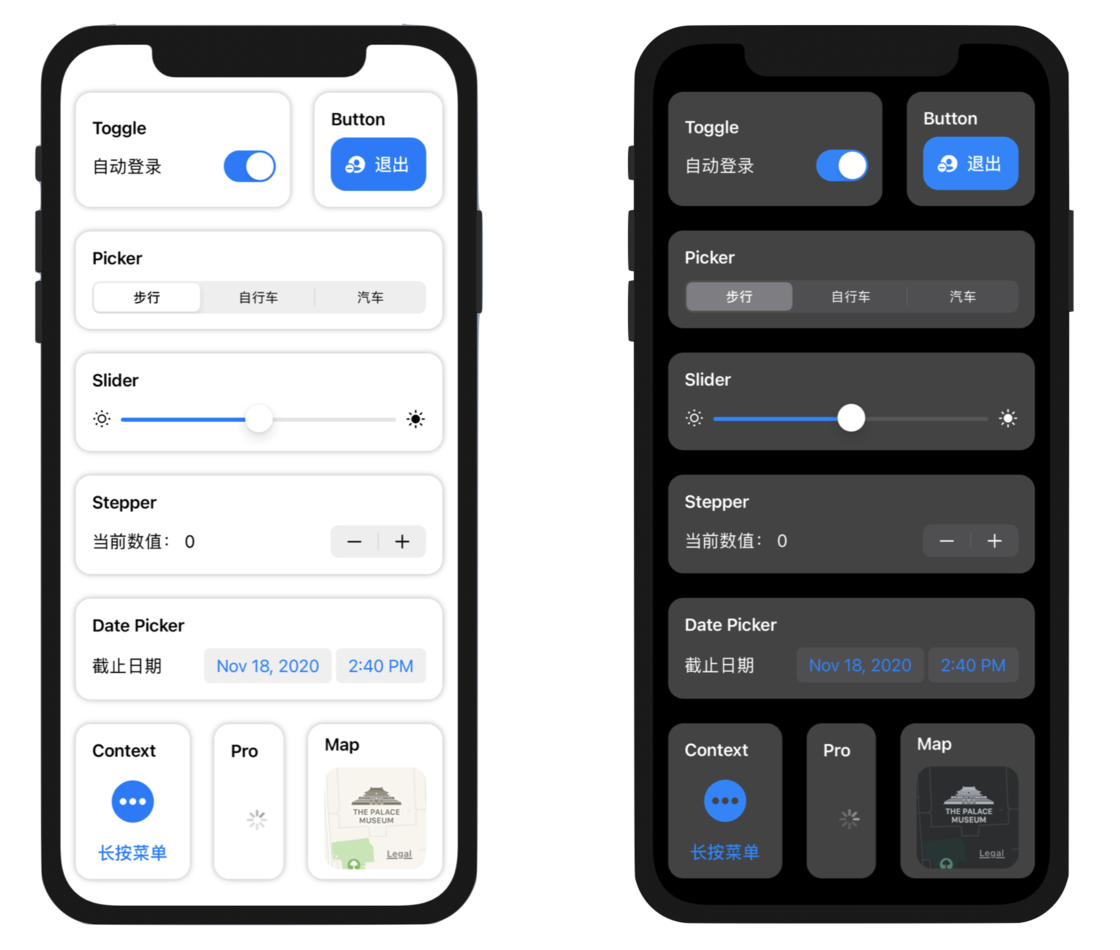 Toggle
自动登录
Button
退出
Picker
步行 自行车 汽车
Slider
Stepper
当前数值： 0
Date Picker
截止日期 Nov 18, 2020 2:40 PM
Context
长按菜单
Pro
Map
THE PALACE
MUSEUM
Legal
Toggle
自动登录
Button
退出
Picker
步行 自行车 汽车
Slider
Stepper
当前数值： 0
Date Picker
截止日期 Nov 18, 2020 2:40 PM
Context
长按菜单
Pro
Map
THE PALACE
MUSEUM
Legal